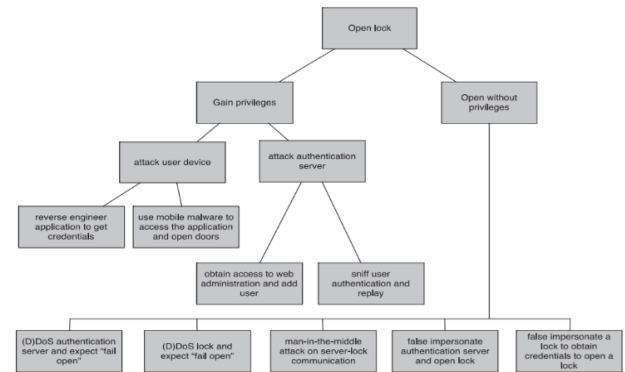 Open lock
Gain privileges
Open without
privileges
attack user device
attack authentication
server
reverse engineer
application to get
credentials
use mobile malware to
access the application
and open doors
obtain access to web
administration and add
user
sniff user
authentication and
replay
(D)DoS authentication
server and expect "fail
open"
(D)DoS lock and
expect "fail open"
man-in-the-middle
attack on server-lock
communication
false impersonate
authentication server
and open lock
false impersonate a
lock to obtain
credentials to open a
lock